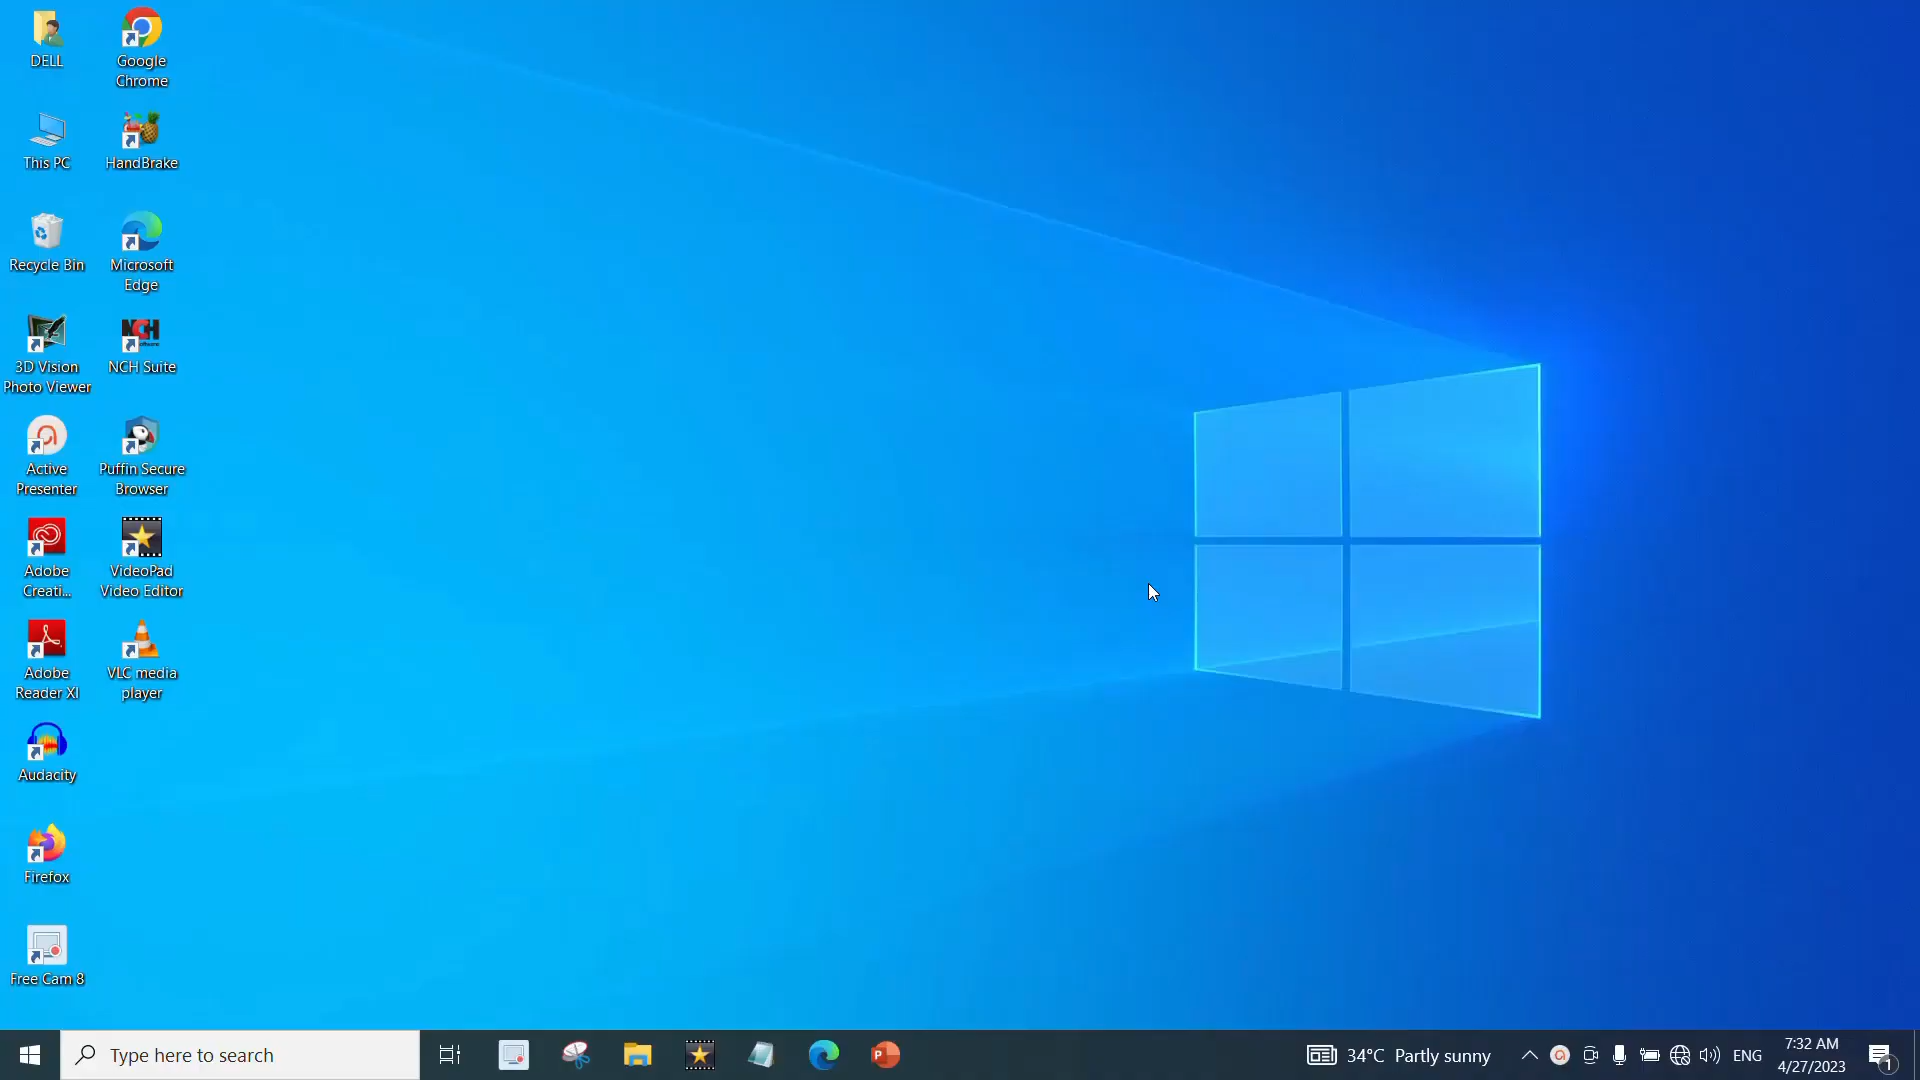 DELL
Google
Chrome
This PC
HandBrake
Recycle Bin
Microsoft
Edge
3D Vision
Photo Viewer
NCH Suite
Active
Presenter
Puffin Secure
Browser
Adobe
Creati...
VideoPad
Video Editor
Adobe
Reader XI
VLC media
player
Audacity
Firefox
Free Cam 8
Type here to search
34°C Partly sunny
ENG
7:32 AM
4/27/2023
1